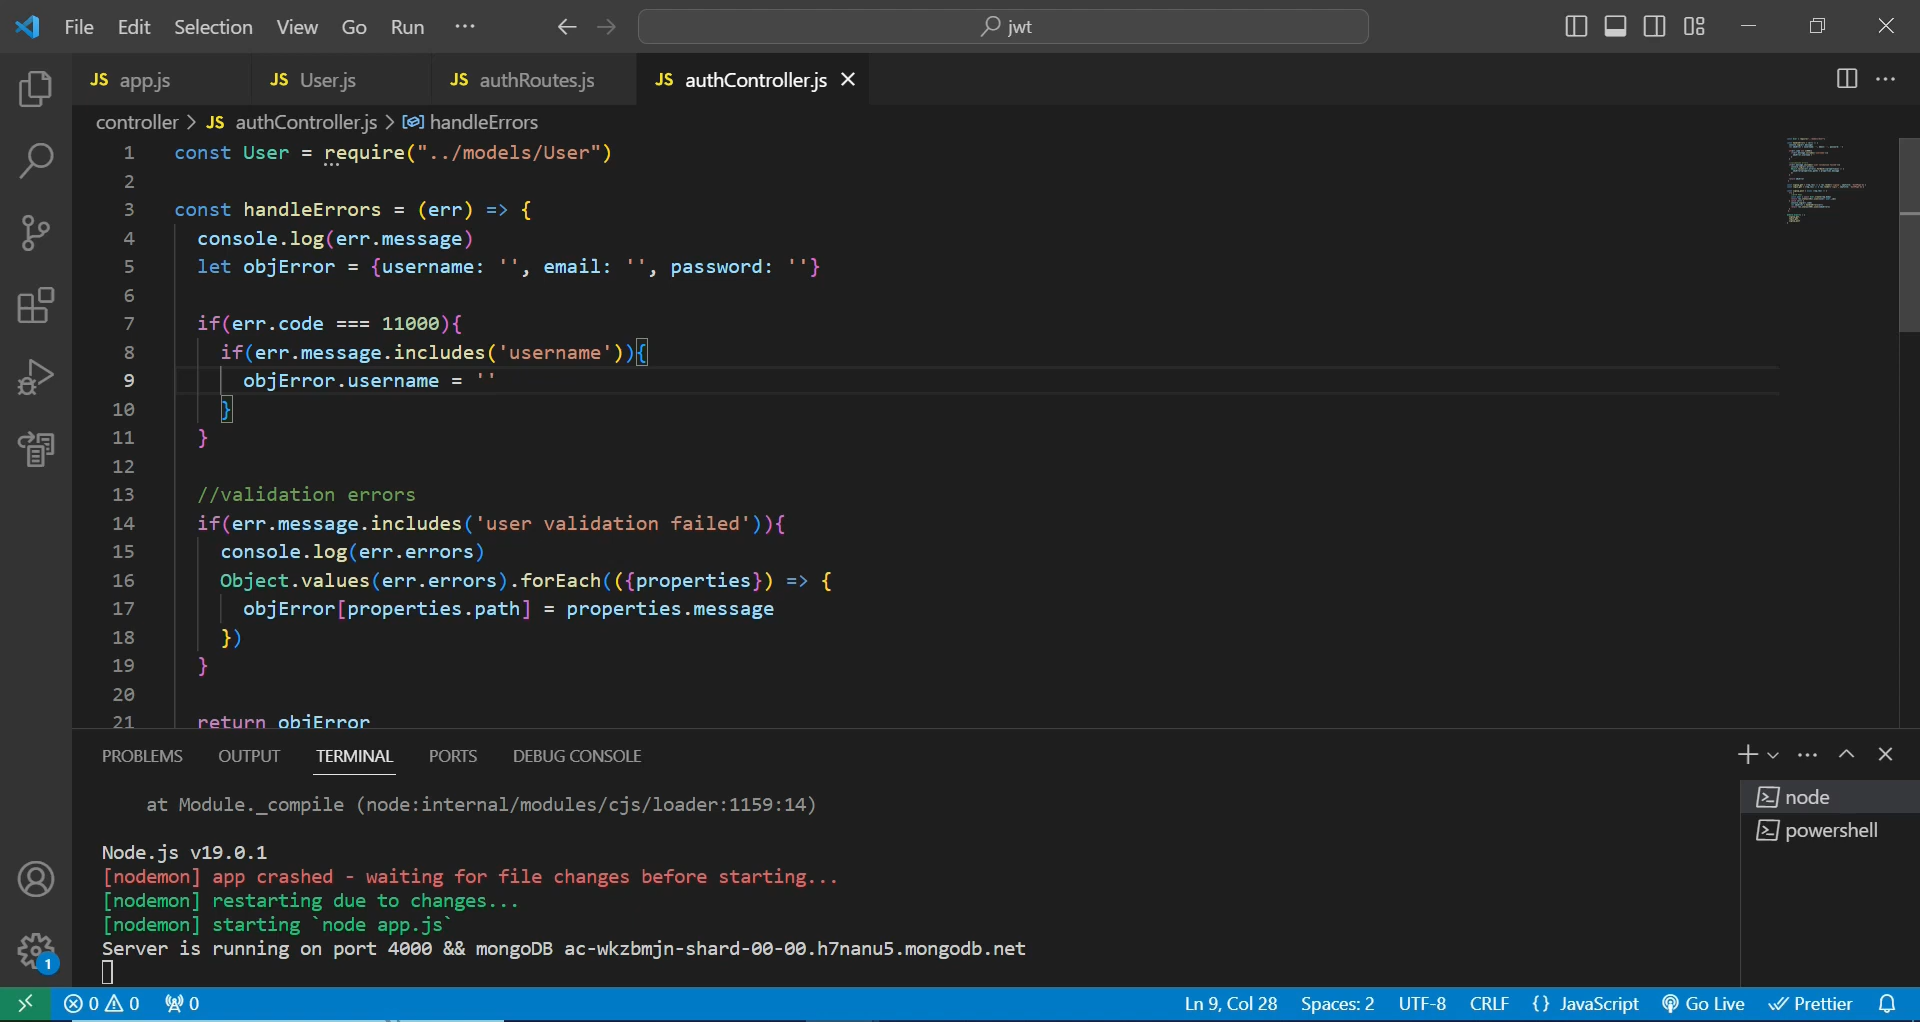 File Edit Selection View Go Run ··· jwt
JS app.js JS User.js JS authRoutes.js JS authController.js
controller > JS authController.js > handleErrors
1 const User = require("../models/User")
2
3 const handleErrors = (err) => {
4 console.log(err.message)
5 let objError = {username: '', email: '', password: ''}
6
7 if(err.code === 11000){
8 if(err.message.includes('username')){
9 objError.username = ''
10 }
11 }
12
13 //validation errors
14 if(err.message.includes('user validation failed')){
15 console.log(err.errors)
16 Object.values(err.errors).forEach(({properties}) => {
17 objError[properties.path] = properties.message
18 })
19 }
20
21 return objError
PROBLEMS OUTPUT TERMINAL PORTS DEBUG CONSOLE
at Module._compile (node:internal/modules/cjs/loader:1159:14)
node
powershell
Node.js v19.0.1
[nodemon] app crashed - waiting for file changes before starting...
[nodemon] restarting due to changes...
[nodemon] starting `node app.js`
Server is running on port 4000 && mongoDB ac-wkzbmjn-shard-00-00.h7nanu5.mongodb.net
1
0 0 0 Ln 9, Col 28 Spaces: 2 UTF-8 CRLF {} JavaScript Go Live Prettier